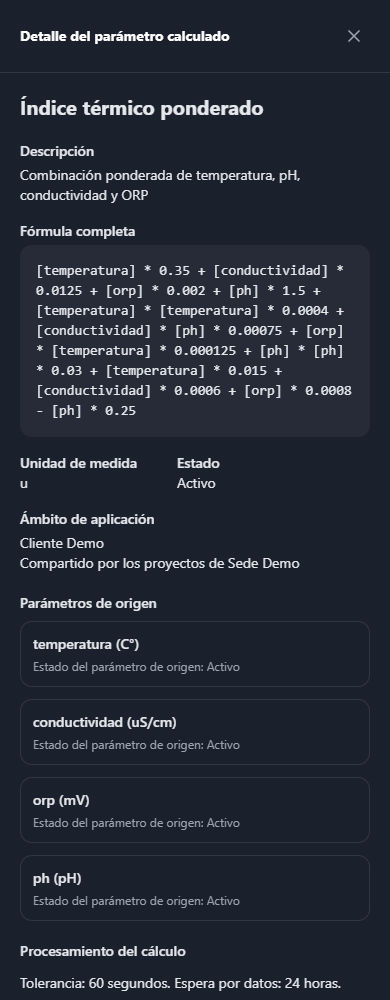 Detalle del parámetro calculado
Índice térmico ponderado
Descripción
Combinación ponderada de temperatura, pH,
conductividad y ORP
Fórmula completa
[temperatura] * 0.35 + [conductividad] *
0.0125 + [orp] * 0.002 + [ph] * 1.5 +
[temperatura] * [temperatura] * 0.0004 +
[conductividad] * [ph] * 0.00075 + [orp]
* [temperatura] * 0.000125 + [ph] * [ph]
* 0.03 + [temperatura] * 0.015 +
[conductividad] * 0.0006 + [orp] * 0.0008
- [ph] * 0.25
Unidad de medida
u
Estado
Activo
Ámbito de aplicación
Cliente Demo
Compartido por los proyectos de Sede Demo
Parámetros de origen
temperatura (C°)
Estado del parámetro de origen: Activo
conductividad (uS/cm)
Estado del parámetro de origen: Activo
orp (mV)
Estado del parámetro de origen: Activo
ph (pH)
Estado del parámetro de origen: Activo
Procesamiento del cálculo
Tolerancia: 60 segundos. Espera por datos: 24 horas.